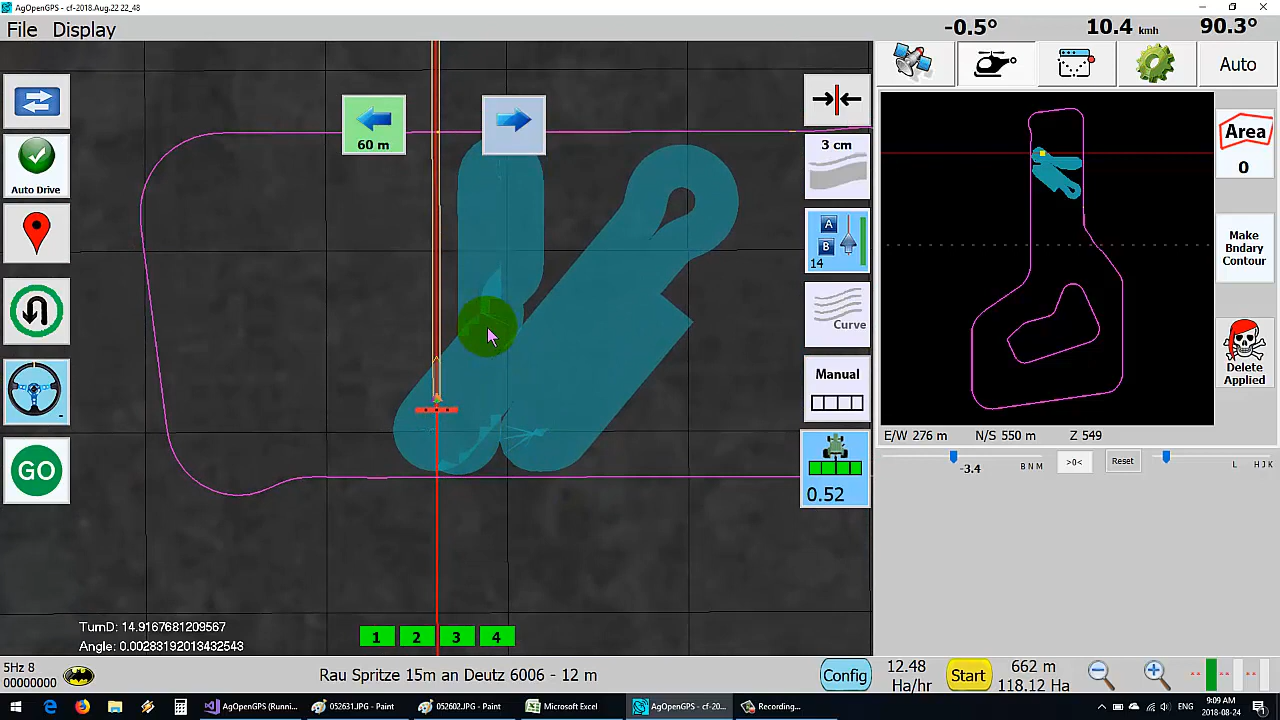 AgOpenGPS - cf-2018.Aug.22 22_48
File Display
-0.5° 10.4 kmh 90.3°
Auto
60 m
Auto Drive
GO
3 cm
A
B
14
Curve
Manual
0.52
Area
0
Make
Bndary
Contour
Delete
Applied
E/W 276 m N/S 550 m Z 549
-3.4 B N M >0< Reset L H J K
TurnD: 14.9167681209567
Angle: 0.00283192013432543
1 2 3 4
5Hz 8
00000000
Rau Spritze 15m an Deutz 6006 - 12 m
Config
12.48
Ha/hr
Start
662 m
118.12 Ha
AgOpenGPS (Runni...
052631.JPG - Paint
052602.JPG - Paint
Microsoft Excel
AgOpenGPS - cf-20...
Recording...
9:09 AM
2018-08-24